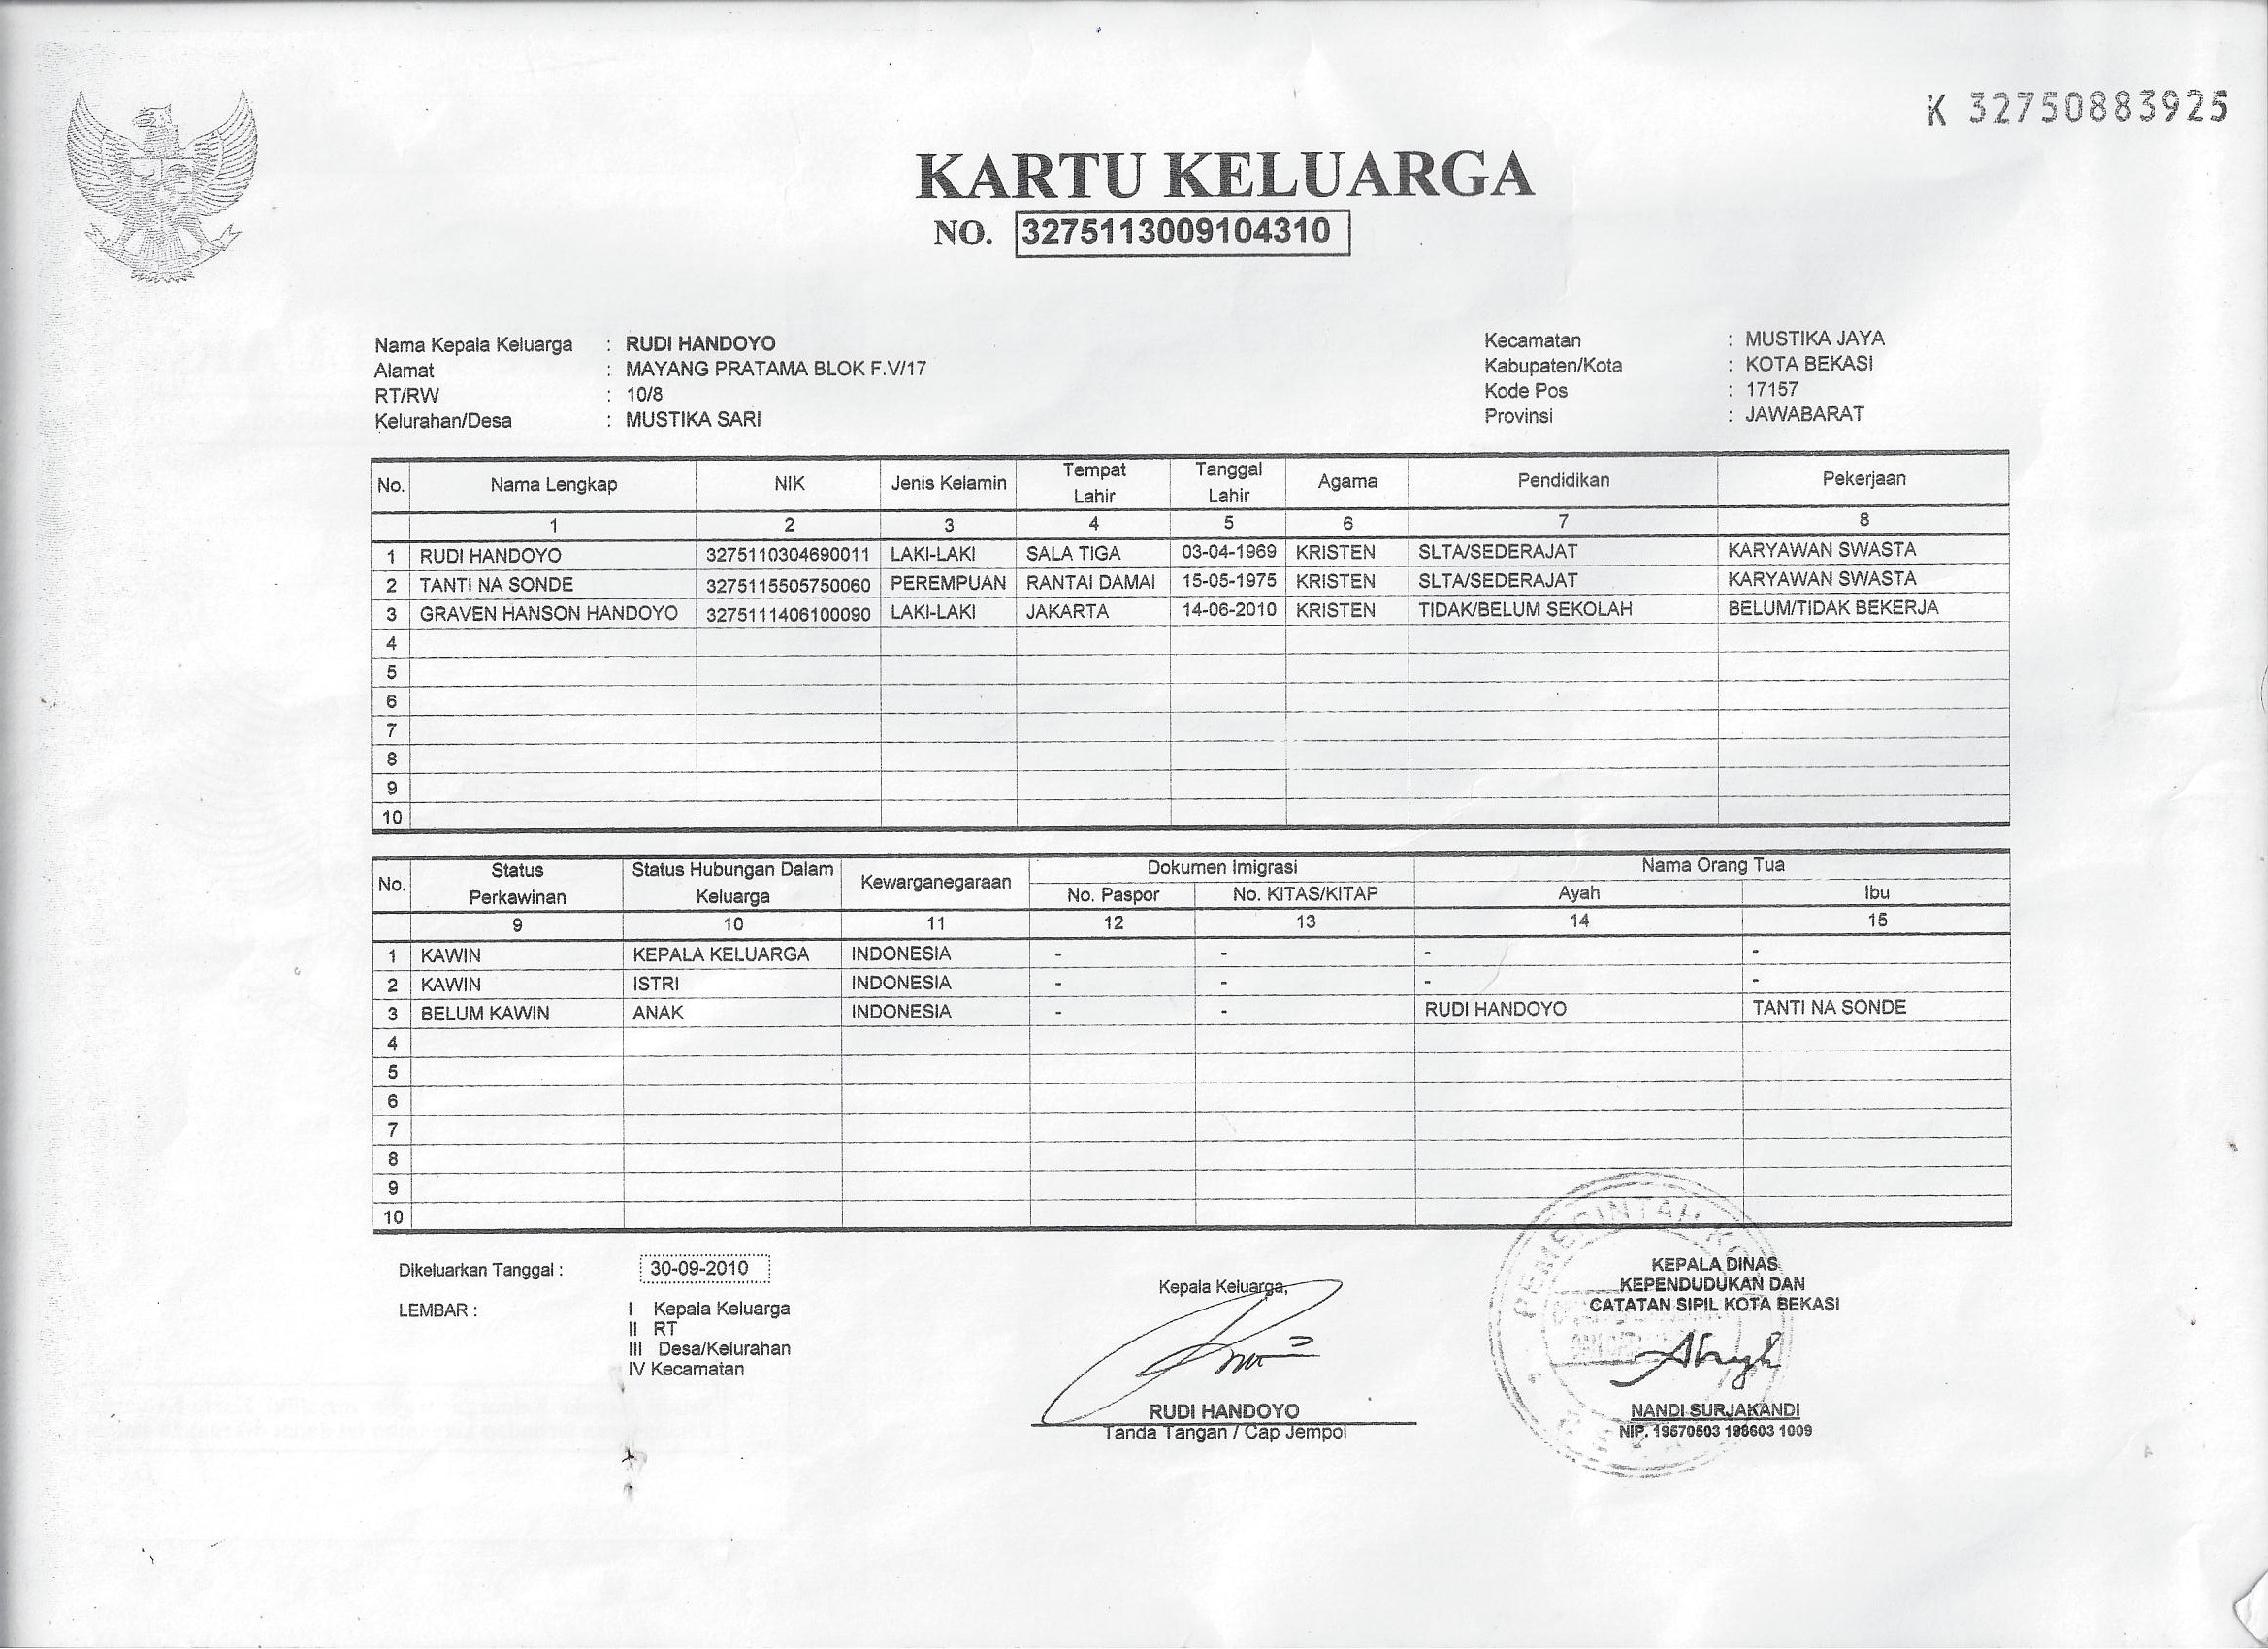 K 32750883925
KARTU KELUARGA
NO. 3275113009104310
Nama Kepala Keluarga : RUDI HANDOYO
Alamat : MAYANG PRATAMA BLOK F.V/17
RT/RW : 10/8
Kelurahan/Desa : MUSTIKA SARI
Kecamatan : MUSTIKA JAYA
Kabupaten/Kota : KOTA BEKASI
Kode Pos : 17157
Provinsi : JAWABARAT
No. Nama Lengkap NIK Jenis Kelamin Tempat Lahir Tanggal Lahir Agama Pendidikan Pekerjaan
1 2 3 4 5 6 7 8
1 RUDI HANDOYO 3275110304690011 LAKI-LAKI SALA TIGA 03-04-1969 KRISTEN SLTA/SEDERAJAT KARYAWAN SWASTA
2 TANTI NA SONDE 3275115505750060 PEREMPUAN RANTAI DAMAI 15-05-1975 KRISTEN SLTA/SEDERAJAT KARYAWAN SWASTA
3 GRAVEN HANSON HANDOYO 3275111406100090 LAKI-LAKI JAKARTA 14-06-2010 KRISTEN TIDAK/BELUM SEKOLAH BELUM/TIDAK BEKERJA
4
5
6
7
8
9
10
No. Status Perkawinan Status Hubungan Dalam Keluarga Kewarganegaraan Dokumen Imigrasi Nama Orang Tua
No. Paspor No. KITAS/KITAP Ayah Ibu
9 10 11 12 13 14 15
1 KAWIN KEPALA KELUARGA INDONESIA - - - -
2 KAWIN ISTRI INDONESIA - - - -
3 BELUM KAWIN ANAK INDONESIA - - RUDI HANDOYO TANTI NA SONDE
4
5
6
7
8
9
10
Dikeluarkan Tanggal : 30-09-2010
LEMBAR : I Kepala Keluarga
II RT
III Desa/Kelurahan
IV Kecamatan
Kepala Keluarga,
RUDI HANDOYO
Tanda Tangan / Cap Jempol
KEPALA DINAS
KEPENDUDUKAN DAN
CATATAN SIPIL KOTA BEKASI
NANDI SURJAKANDI
NIP. 19570503 198603 1009
PEMERINTAH